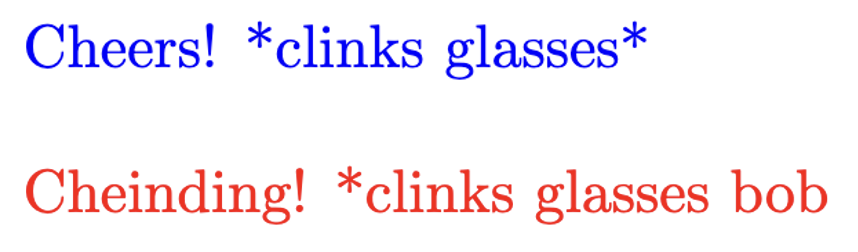 Cheers! *clinks glasses*
Cheinding! *clinks glasses bob